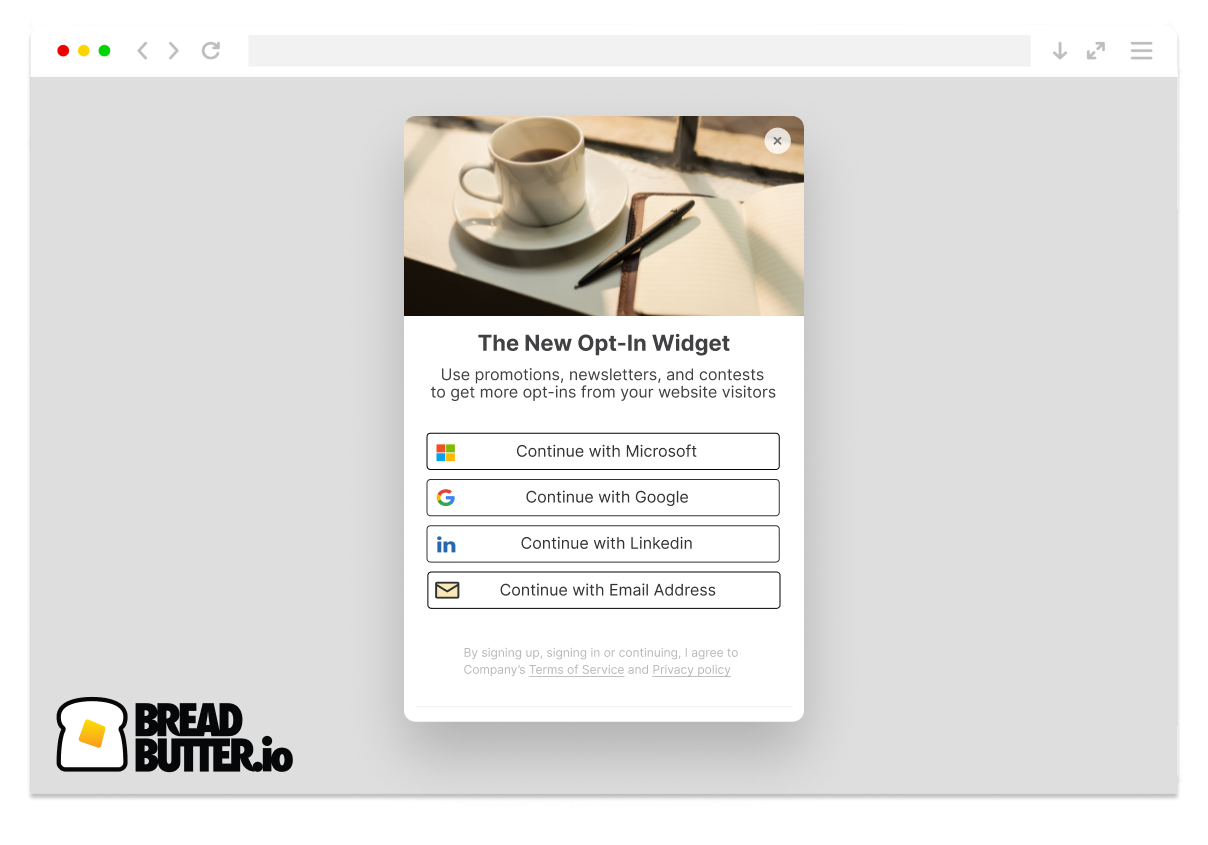 The New Opt-In Widget
Use promotions, newsletters, and contests
to get more opt-ins from your website visitors
Continue with Microsoft
Continue with Google
in
Continue with Linkedin
Continue with Email Address
By signing up, signing in or continuing, I agree to
Company's Terms of Service and Privacy policy
BREAD
BUTTER.io